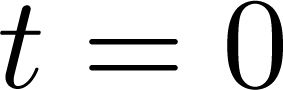 t = 0